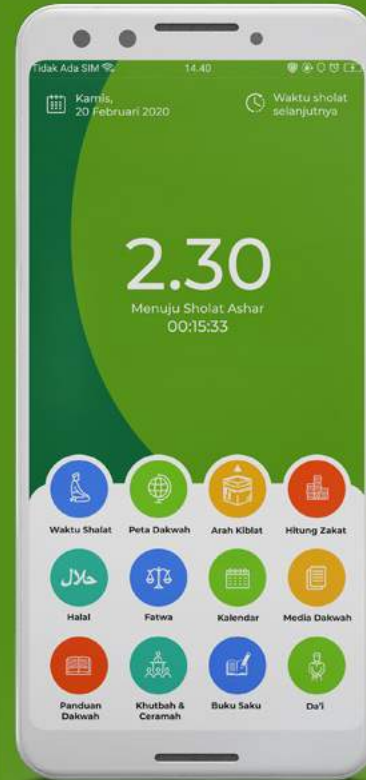 Tidak Ada SIM
14.40
Kamis,
20 Februari 2020
Waktu sholat
selanjutnya
2.30
Menuju Sholat Ashar
00:15:33
Waktu Shalat
Peta Dakwah
Arah Kiblat
Hitung Zakat
حلال
Halal
Fatwa
Kalendar
Media Dakwah
Panduan
Dakwah
Khutbah &
Ceramah
Buku Saku
Da'i